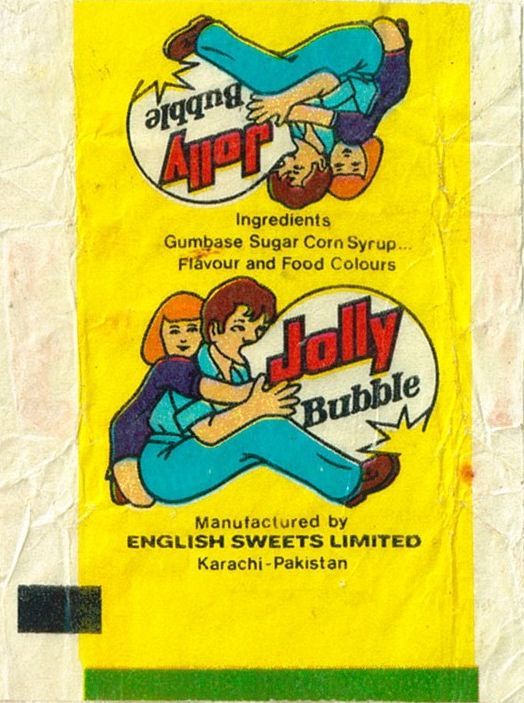 Jolly
Bubble
Ingredients
Gumbase Sugar Corn Syrup...
Flavour and Food Colours
Jolly
Bubble
Manufactured by
ENGLISH SWEETS LIMITED
Karachi-Pakistan